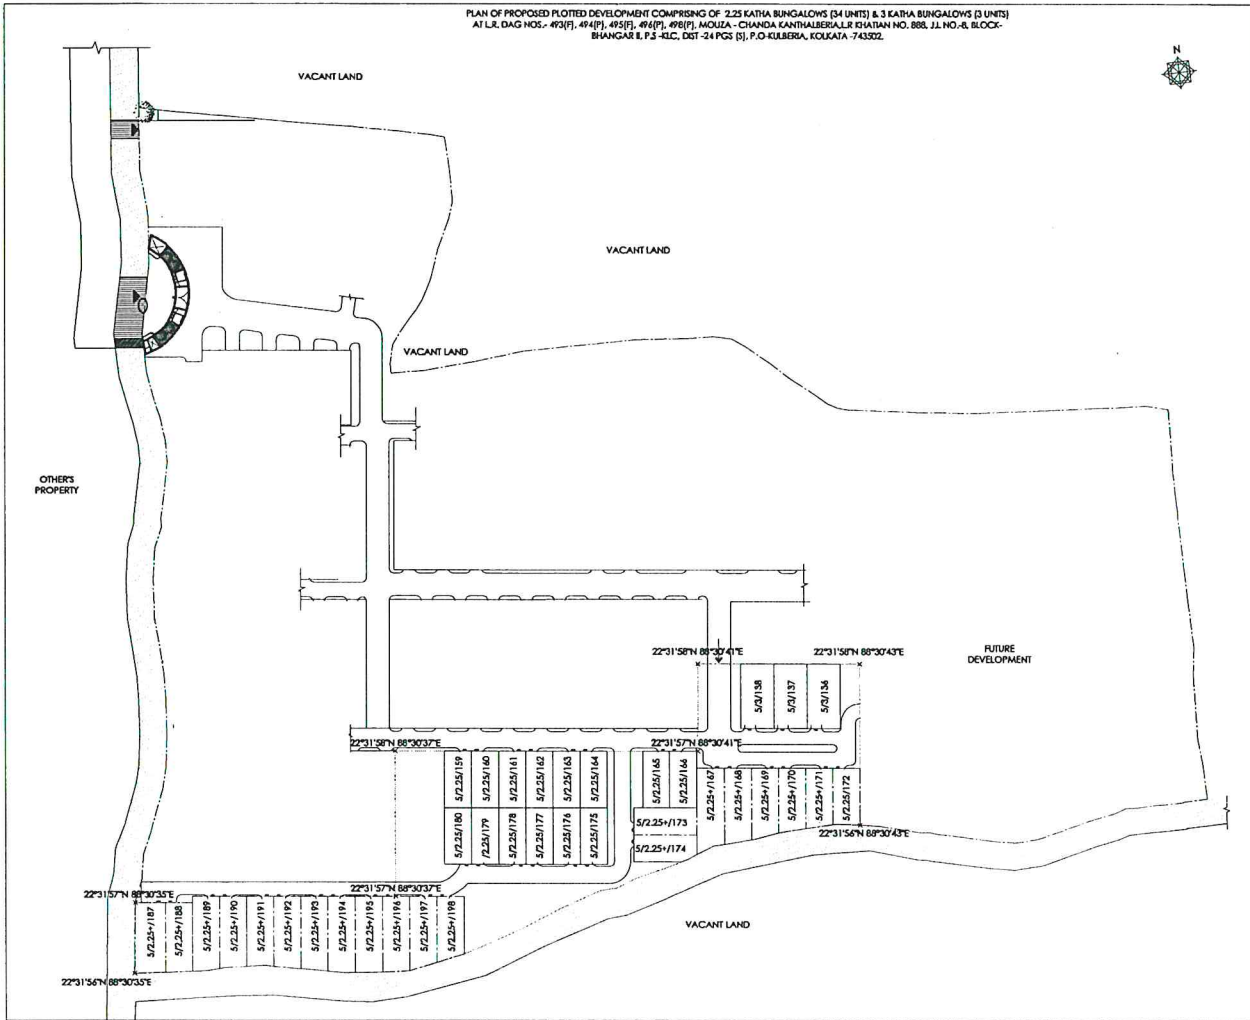 PLAN OF PROPOSED PLOTTED DEVELOPMENT COMPRISING OF 2.25 KATHA BUNGALOWS (34 UNITS) & 3 KATHA BUNGALOWS (3 UNITS)
AT L.R. DAG NOS.- 493(F), 494(P), 495(F), 496(P), 498(P), MOUZA - CHANDA KANTHALBERIA,L.R KHATIAN NO. 888, J.L NO.-8, BLOCK-
BHANGAR II, P.S -KLC, DIST -24 PGS (S), P.O-KULBERIA, KOLKATA -743502.
N
VACANT LAND
VACANT LAND
VACANT LAND
OTHER'S
PROPERTY
FUTURE
DEVELOPMENT
22°31'58"N 88°30'41"E
22°31'58"N 88°30'43"E
5/3/138
5/3/137
5/3/136
22°31'58"N 88°30'37"E
22°31'57"N 88°30'41"E
5/2.25/159
5/2.25/160
5/2.25/161
5/2.25/162
5/2.25/163
5/2.25/164
5/2.25/165
5/2.25/166
5/2.25+/167
5/2.25+/168
5/2.25+/169
5/2.25+/170
5/2.25+/171
5/2.25/172
5/2.25/180
/2.25/179
5/2.25/178
5/2.25/177
5/2.25/176
5/2.25/175
5/2.25+/173
5/2.25+/174
22°31'56"N 88°30'43"E
22°31'57"N 88°30'35"E
22°31'57"N 88°30'37"E
5/2.25+/187
5/2.25+/188
5/2.25+/189
5/2.25+/190
5/2.25+/191
5/2.25+/192
5/2.25+/193
5/2.25+/194
5/2.25+/195
5/2.25+/196
5/2.25+/197
5/2.25+/198
VACANT LAND
22°31'56"N 88°30'35"E